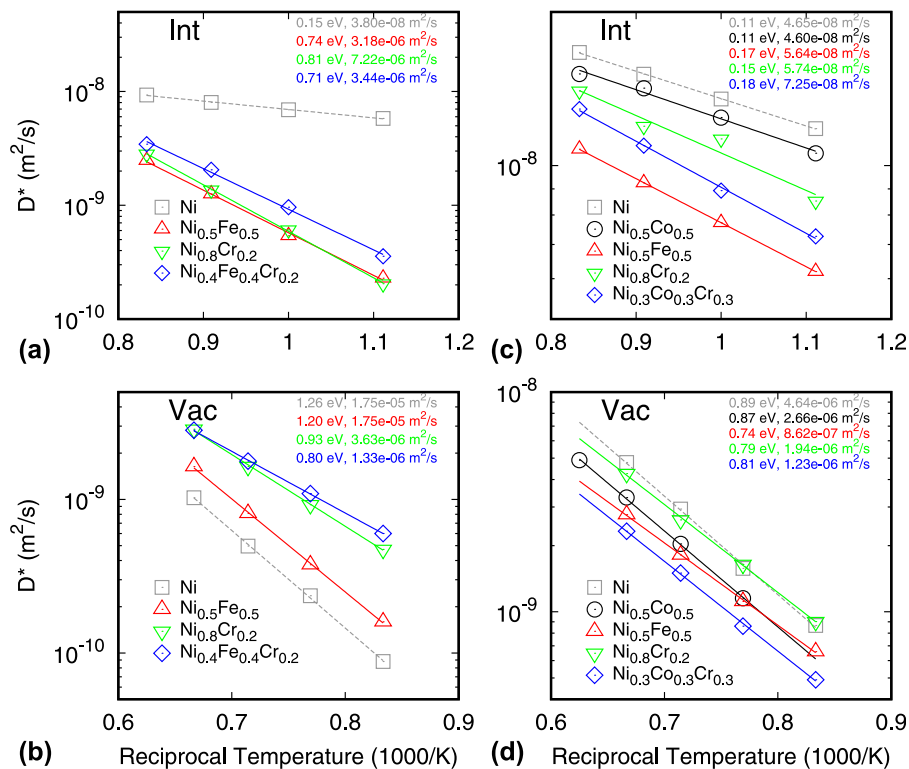 0.15 eV, 3.80e-08 m²/s
0.74 eV, 3.18e-06 m²/s
0.81 eV, 7.22e-06 m²/s
0.71 eV, 3.44e-06 m²/s
Int
10⁻⁸
10⁻⁹
10⁻¹⁰
D* (m²/s)
Ni
Ni0.5Fe0.5
Ni0.8Cr0.2
Ni0.4Fe0.4Cr0.2
0.8 0.9 1 1.1 1.2
(a)
0.11 eV, 4.65e-08 m²/s
0.11 eV, 4.60e-08 m²/s
0.17 eV, 5.64e-08 m²/s
0.15 eV, 5.74e-08 m²/s
0.18 eV, 7.25e-08 m²/s
Int
10⁻⁸
Ni
Ni0.5Co0.5
Ni0.5Fe0.5
Ni0.8Cr0.2
Ni0.3Co0.3Cr0.3
0.8 0.9 1 1.1 1.2
(c)
1.26 eV, 1.75e-05 m²/s
1.20 eV, 1.75e-05 m²/s
0.93 eV, 3.63e-06 m²/s
0.80 eV, 1.33e-06 m²/s
Vac
10⁻⁹
10⁻¹⁰
D* (m²/s)
Ni
Ni0.5Fe0.5
Ni0.8Cr0.2
Ni0.4Fe0.4Cr0.2
0.6 0.7 0.8 0.9
(b)
Reciprocal Temperature (1000/K)
0.89 eV, 4.64e-06 m²/s
0.87 eV, 2.66e-06 m²/s
0.74 eV, 8.62e-07 m²/s
0.79 eV, 1.94e-06 m²/s
0.81 eV, 1.23e-06 m²/s
Vac
10⁻⁸
10⁻⁹
Ni
Ni0.5Co0.5
Ni0.5Fe0.5
Ni0.8Cr0.2
Ni0.3Co0.3Cr0.3
0.6 0.7 0.8 0.9
(d)
Reciprocal Temperature (1000/K)